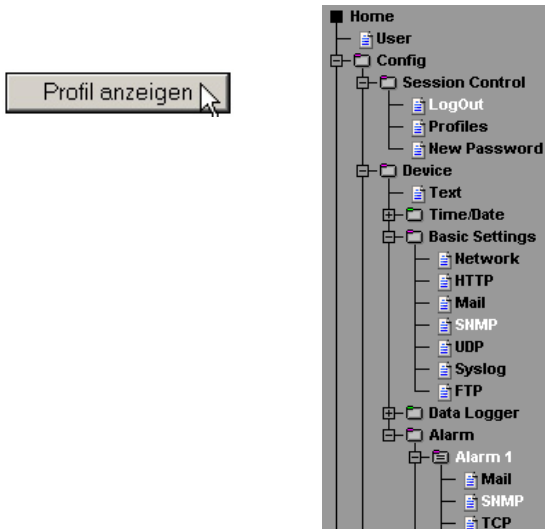 Profil anzeigen
Home
User
Config
Session Control
LogOut
Profiles
New Password
Device
Text
Time/Date
Basic Settings
Network
HTTP
Mail
SNMP
UDP
Syslog
FTP
Data Logger
Alarm
Alarm 1
Mail
SNMP
TCP